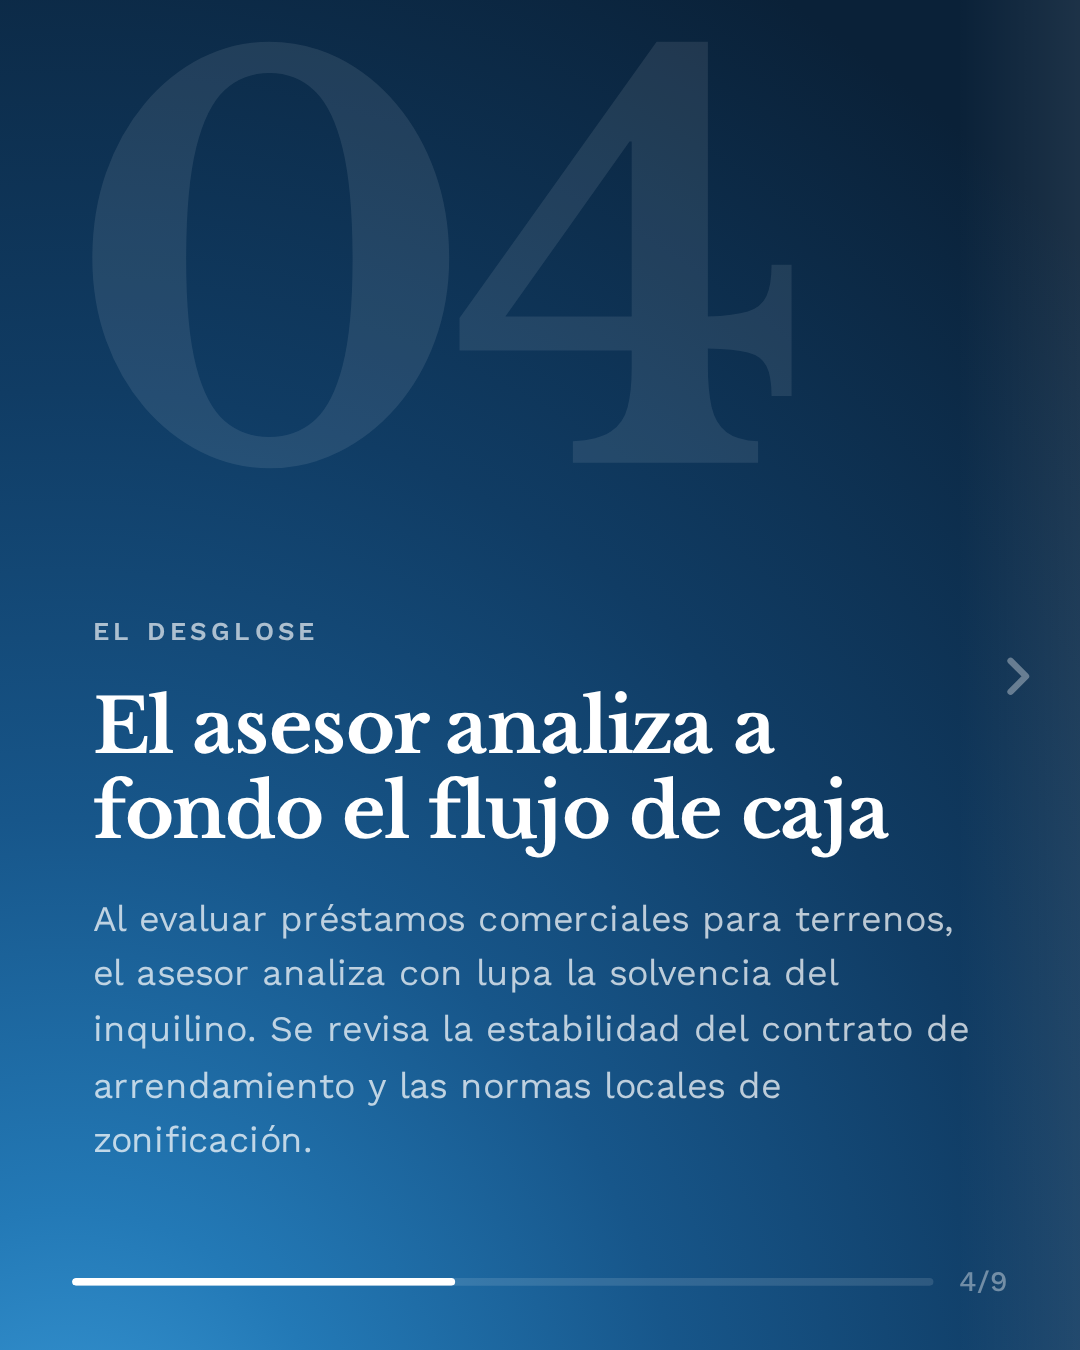 04
EL DESGLOSE
El asesor analiza a
fondo el flujo de caja
Al evaluar préstamos comerciales para terrenos,
el asesor analiza con lupa la solvencia del
inquilino. Se revisa la estabilidad del contrato de
arrendamiento y las normas locales de
zonificación.
4/9